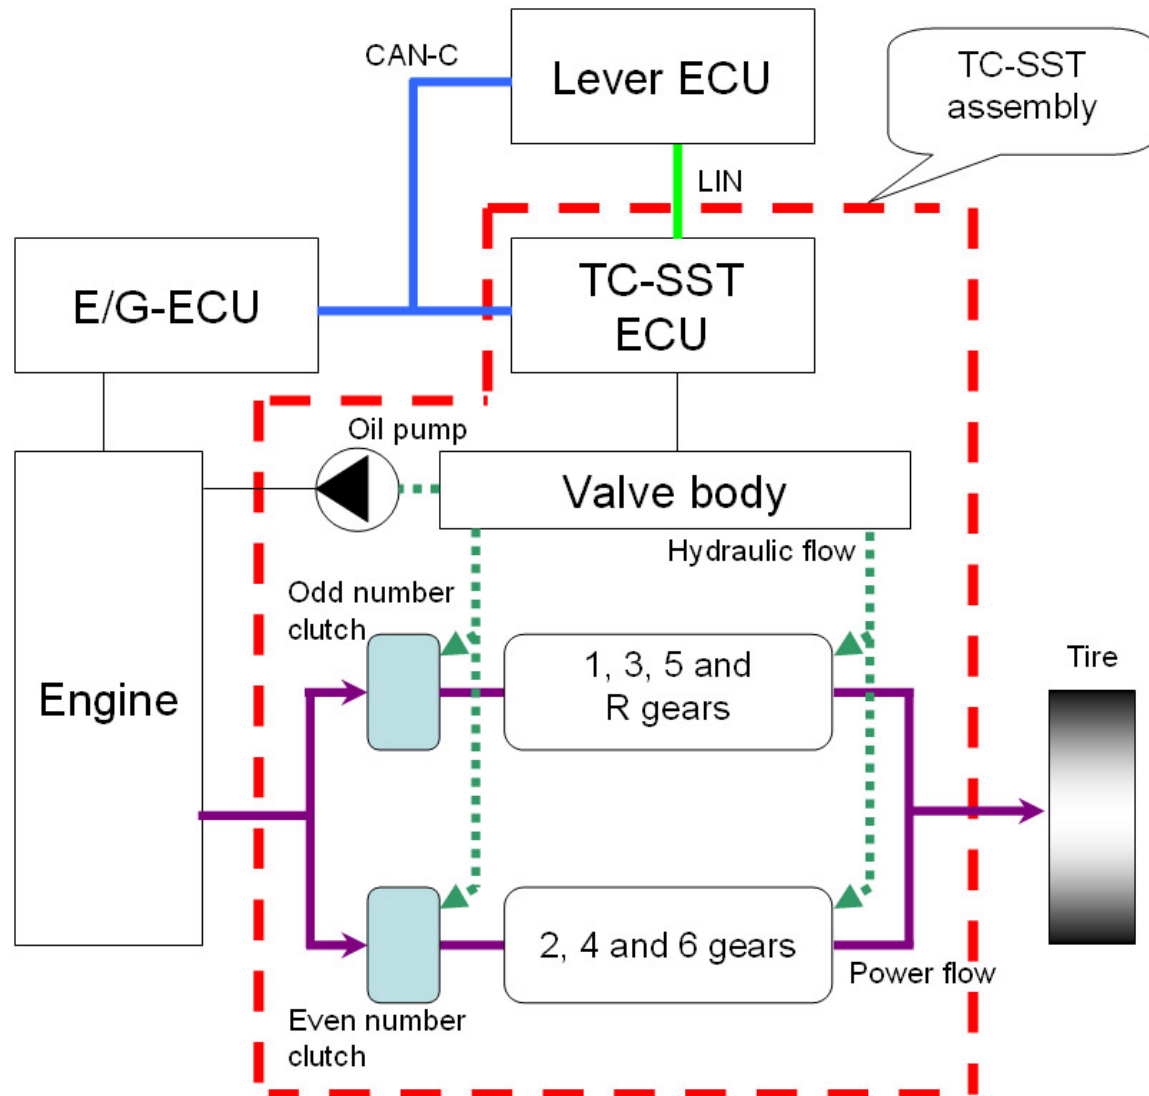 CAN-C
Lever ECU
TC-SST
assembly
LIN
E/G-ECU
TC-SST
ECU
Oil pump
Valve body
Hydraulic flow
Odd number
clutch
Engine
1, 3, 5 and
R gears
Tire
2, 4 and 6 gears
Power flow
Even number
clutch